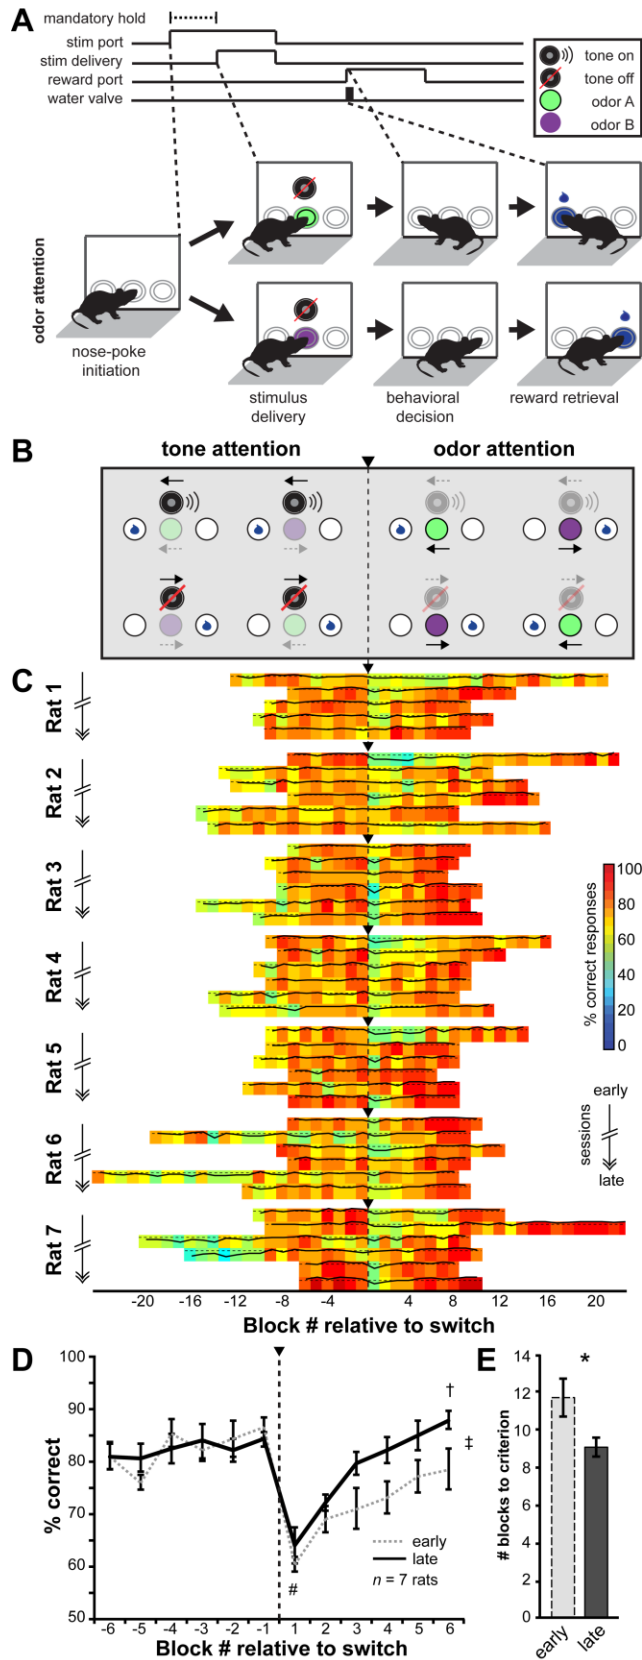 A
mandatory hold
stim port
stim delivery
reward port
water valve
tone on
tone off
odor A
odor B
odor attention
nose-poke
initiation
stimulus
delivery
behavioral
decision
reward retrieval
B
tone attention
odor attention
C
Rat 1
Rat 2
Rat 3
Rat 4
Rat 5
Rat 6
Rat 7
100
80
60
40
20
0
% correct responses
early
sessions
late
-20 -16 -12 -8 -4 4 8 12 16 20
Block # relative to switch
D
100
90
80
70
60
50
% correct
†
‡
#
early
late
n = 7 rats
-6 -5 -4 -3 -2 -1 1 2 3 4 5 6
Block # relative to switch
E
14
12
10
8
6
4
2
0
# blocks to criterion
*
early
late